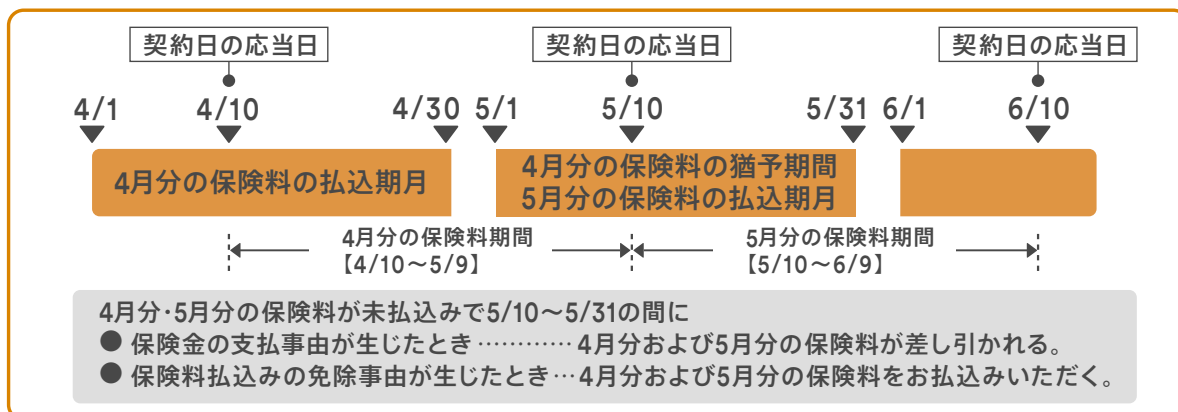 契約日の応当日 契約日の応当日 契約日の応当日
4/1 4/10 4/30 5/1 5/10 5/31 6/1 6/10
4月分の保険料の払込期月
4月分の保険料の猶予期間
5月分の保険料の払込期月
4月分の保険料期間
【4/10～5/9】
5月分の保険料期間
【5/10～6/9】
4月分・5月分の保険料が未払込みで5/10～5/31の間に
● 保険金の支払事由が生じたとき…………4月分および5月分の保険料が差し引かれる。
● 保険料払込みの免除事由が生じたとき…4月分および5月分の保険料をお払込みいただく。